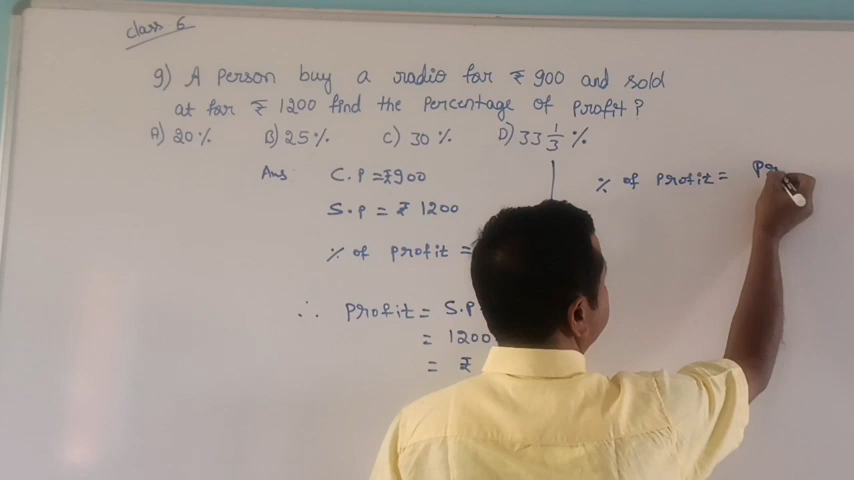 class 6
9) A Person buy a radio for ₹ 900 and sold
at for ₹ 1200 find the Percentage of Profit?
A) 20% B) 25% C) 30% D) 33 1/3 %
Ans C.P = ₹900
S.P = ₹ 1200
% of profit =
∴ Profit = S.P
= 1200
= ₹
% of Profit = Pr